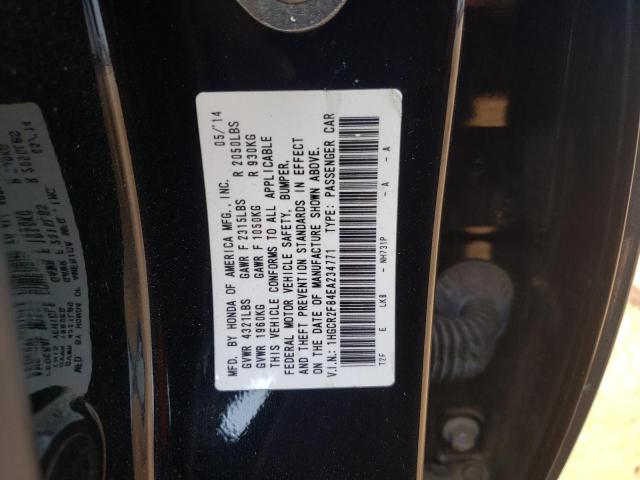 MFD. BY HONDA OF AMERICA MFG., INC. 05/'14
GVWR 4321LBS GAWR F 2315LBS R 2050LBS
GVWR 1960KG GAWR F 1050KG R 930KG
THIS VEHICLE CONFORMS TO ALL APPLICABLE
FEDERAL MOTOR VEHICLE SAFETY, BUMPER,
AND THEFT PREVENTION STANDARDS IN EFFECT
ON THE DATE OF MANUFACTURE SHOWN ABOVE.
V.I.N.: 1HGCR2F84EA234771 TYPE: PASSENGER CAR
T2F E LKB - NH731P - A - A